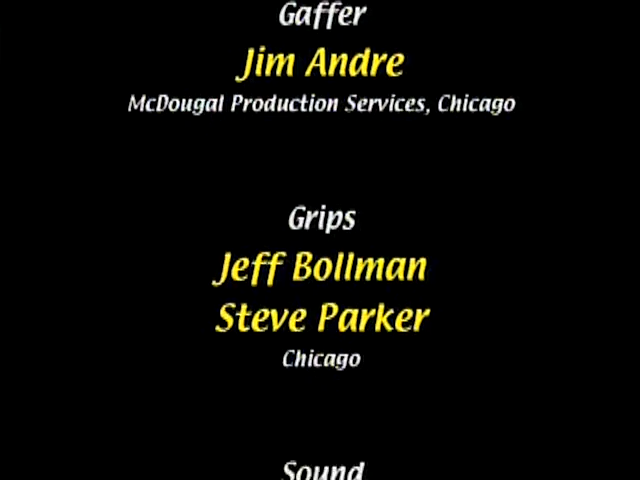 Gaffer
Jim Andre
McDougal Production Services, Chicago
Grips
Jeff Bollman
Steve Parker
Chicago
Sound